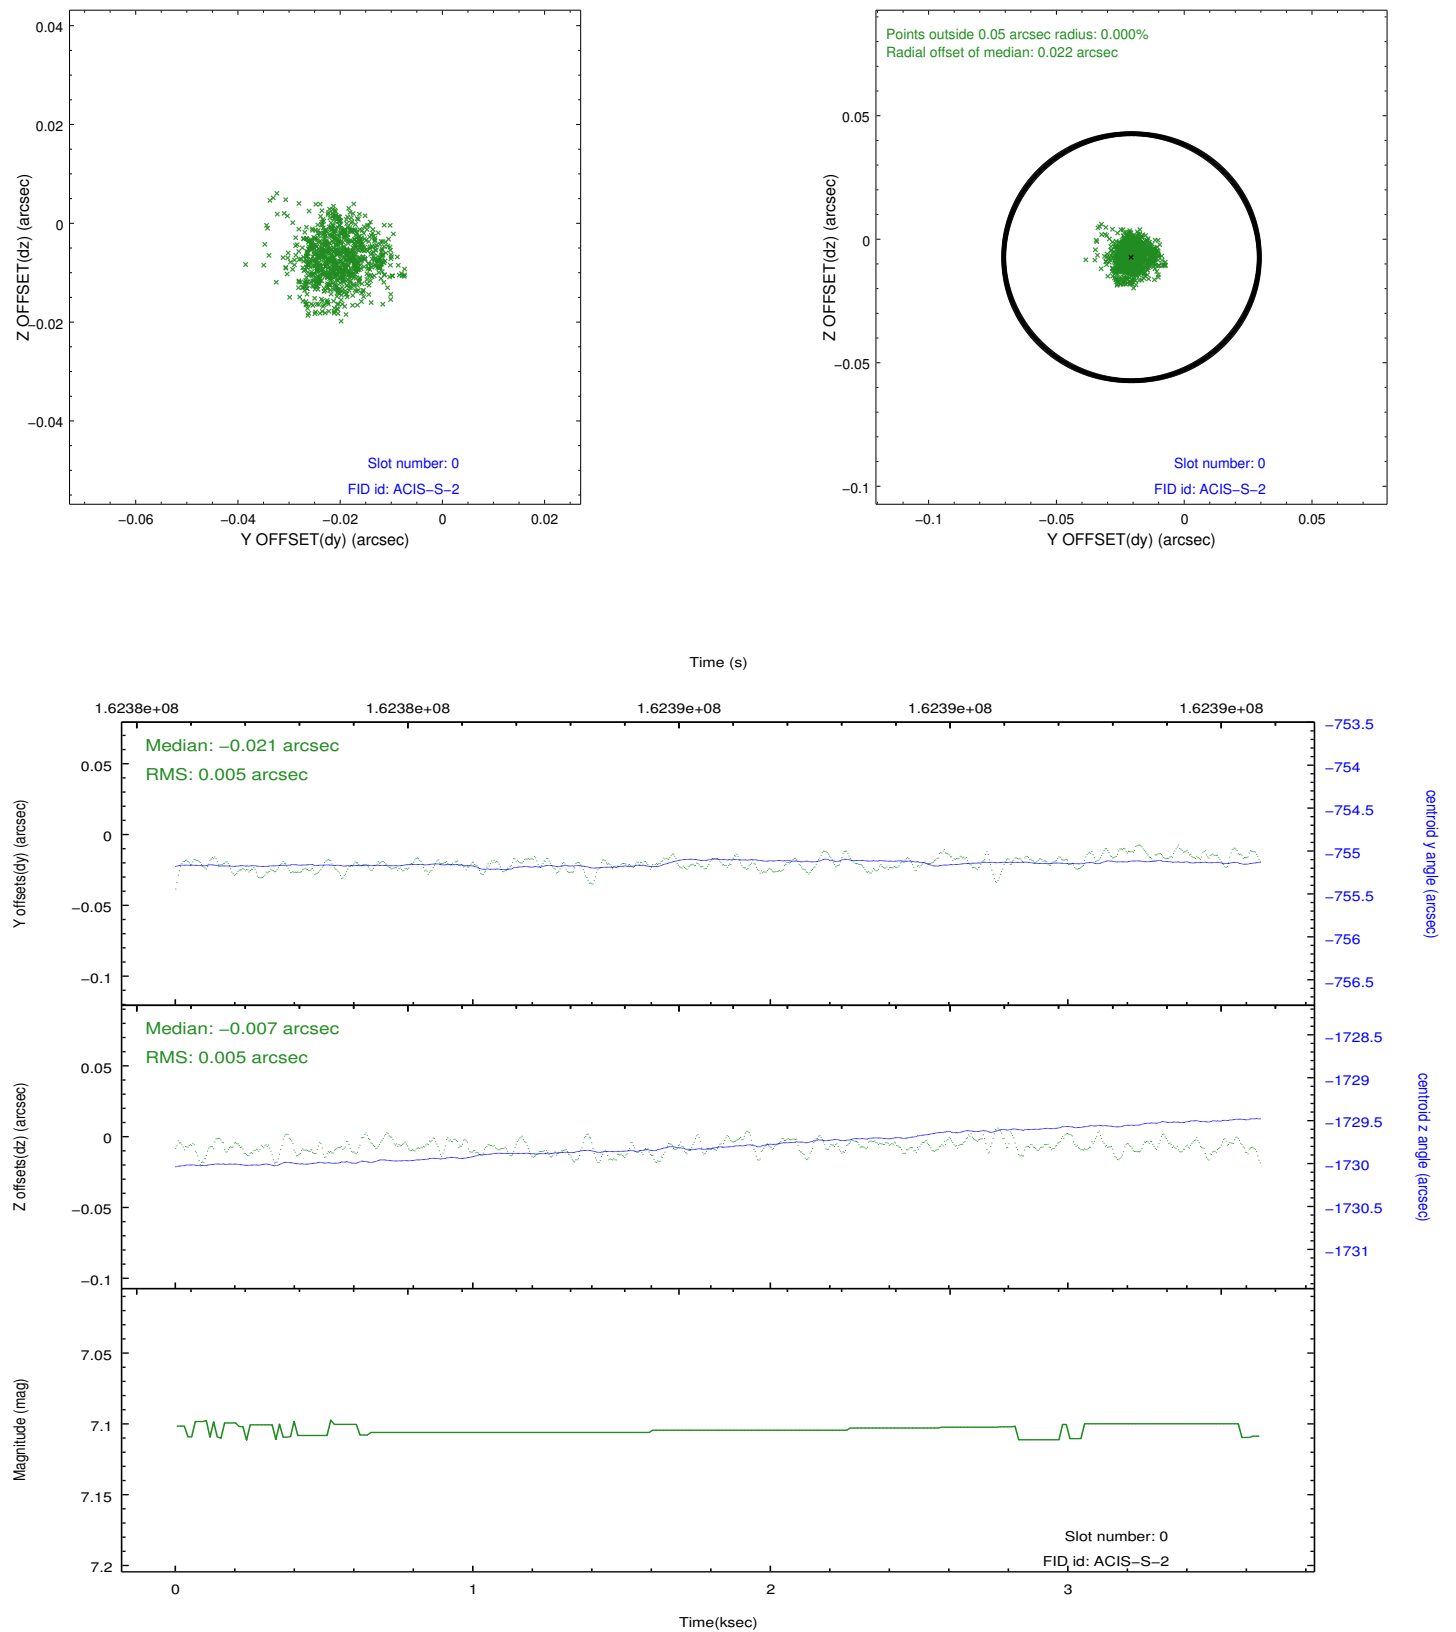 0.04
0.02
0
−0.02
−0.04
Z OFFSET(dz) (arcsec)
Slot number: 0
FID id: ACIS−S−2
−0.06
−0.04
−0.02
0
0.02
Y OFFSET(dy) (arcsec)
Points outside 0.05 arcsec radius: 0.000%
Radial offset of median: 0.022 arcsec
0.05
0
−0.05
−0.1
Z OFFSET(dz) (arcsec)
Slot number: 0
FID id: ACIS−S−2
−0.1
−0.05
0
0.05
Y OFFSET(dy) (arcsec)
Time (s)
1.6238e+08
1.6238e+08
1.6239e+08
1.6239e+08
1.6239e+08
Median: −0.021 arcsec
RMS: 0.005 arcsec
0.05
0
−0.05
−0.1
Y offsets(dy) (arcsec)
−753.5
−754
−754.5
−755
−755.5
−756
−756.5
centroid y angle (arcsec)
Median: −0.007 arcsec
RMS: 0.005 arcsec
0.05
0
−0.05
−0.1
Z offsets(dz) (arcsec)
−1728.5
−1729
−1729.5
−1730
−1730.5
−1731
centroid z angle (arcsec)
7.05
7.1
7.15
7.2
Magnitude (mag)
Slot number: 0
FID id: ACIS−S−2
0
1
2
3
Time(ksec)